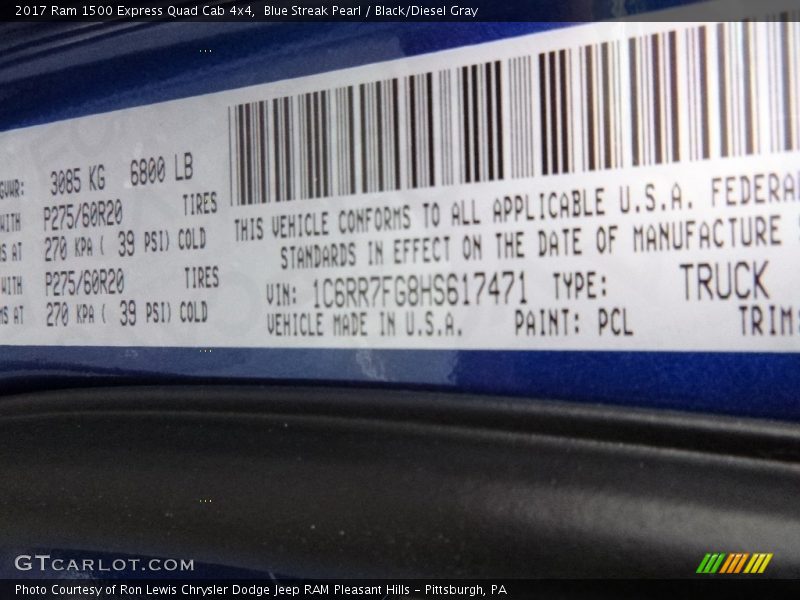 2017 Ram 1500 Express Quad Cab 4x4,  Blue Streak Pearl / Black/Diesel Gray
GVWR: 3085 KG 6800 LB
WITH P275/60R20 TIRES
AT 270 KPA ( 39 PSI) COLD
WITH P275/60R20 TIRES
AT 270 KPA ( 39 PSI) COLD
THIS VEHICLE CONFORMS TO ALL APPLICABLE U.S.A. FEDERA
STANDARDS IN EFFECT ON THE DATE OF MANUFACTURE
VIN: 1C6RR7FG8HS617471 TYPE: TRUCK
VEHICLE MADE IN U.S.A. PAINT: PCL TRIM:
GTCARLOT.COM
Photo Courtesy of Ron Lewis Chrysler Dodge Jeep RAM Pleasant Hills - Pittsburgh, PA